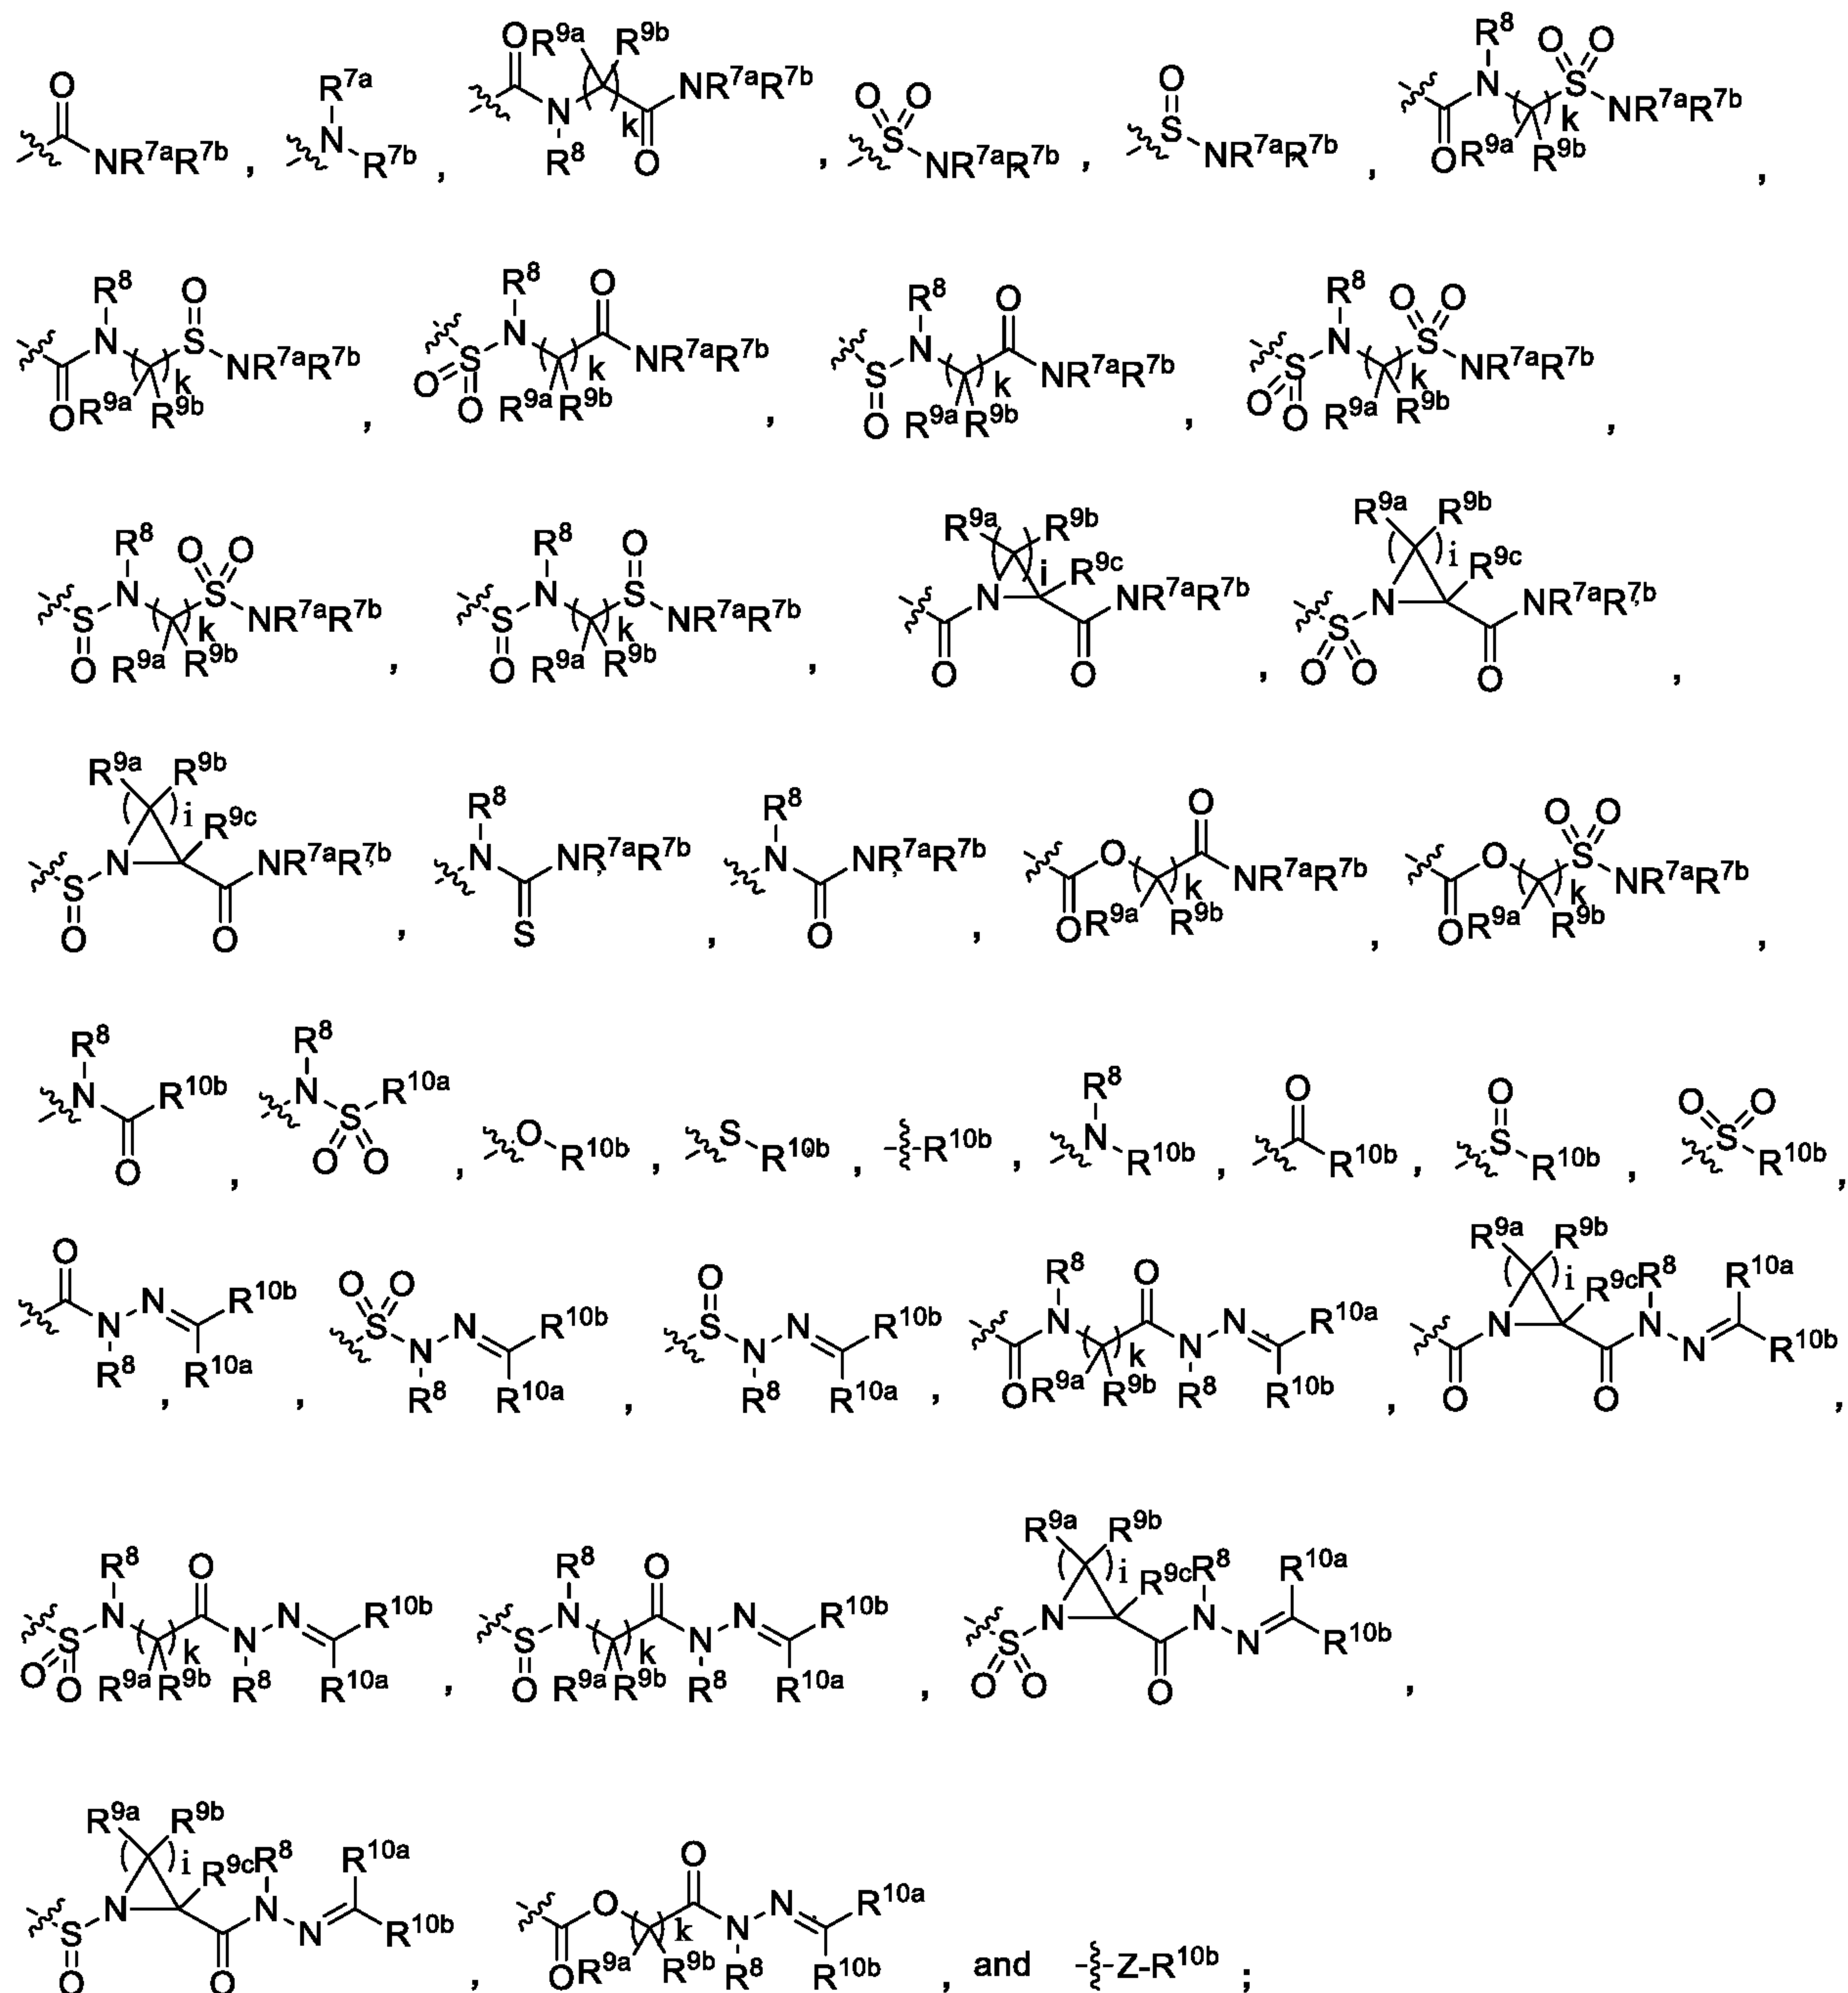 O R⁹ᵃ R⁹ᵇ R⁸ O O
O R⁷ᵃ NR⁷ᵃR⁷ᵇ O O O N S
NR⁷ᵃR⁷ᵇ , N R⁷ᵇ , N R⁸ k O , S NR⁷ᵃR⁷ᵇ , S NR⁷ᵃR⁷ᵇ , O R⁹ᵃ R⁹ᵇ k NR⁷ᵃR⁷ᵇ ,
R⁸ O R⁸ O R⁸ O R⁸ O O
N S NR⁷ᵃR⁷ᵇ S N NR⁷ᵃR⁷ᵇ S N NR⁷ᵃR⁷ᵇ S N S NR⁷ᵃR⁷ᵇ
O R⁹ᵃ R⁹ᵇ k , O O R⁹ᵃ R⁹ᵇ k , O R⁹ᵃ R⁹ᵇ k , O O R⁹ᵃ R⁹ᵇ k ,
R⁸ O O R⁸ O R⁹ᵃ R⁹ᵇ R⁹ᵃ R⁹ᵇ
S N S NR⁷ᵃR⁷ᵇ S N S NR⁷ᵃR⁷ᵇ N i R⁹ᶜ NR⁷ᵃR⁷ᵇ S N i R⁹ᶜ NR⁷ᵃR⁷ᵇ
O R⁹ᵃ R⁹ᵇ k , O R⁹ᵃ R⁹ᵇ k , O O , O O O ,
R⁹ᵃ R⁹ᵇ R⁸ R⁸ O O O
S N i R⁹ᶜ NR⁷ᵃR⁷ᵇ N NR⁷ᵃR⁷ᵇ N NR⁷ᵃR⁷ᵇ O NR⁷ᵃR⁷ᵇ O S NR⁷ᵃR⁷ᵇ
O O , S , O , O R⁹ᵃ R⁹ᵇ k , O R⁹ᵃ R⁹ᵇ k ,
R⁸ R⁸ R⁸ O O O O
N R¹⁰ᵇ N S R¹⁰ᵃ O S N S S
O , O O , R¹⁰ᵇ , R¹⁰ᵇ , R¹⁰ᵇ , R¹⁰ᵇ , R¹⁰ᵇ , R¹⁰ᵇ , R¹⁰ᵇ ,
O O O O R⁸ O R⁹ᵃ R⁹ᵇ
N N R¹⁰ᵇ S N N R¹⁰ᵇ S N N R¹⁰ᵇ N N N R¹⁰ᵃ N i R⁹ᶜ R⁸ N N R¹⁰ᵃ R¹⁰ᵇ
R⁸ R¹⁰ᵃ , , R⁸ R¹⁰ᵃ , R⁸ R¹⁰ᵃ , O R⁹ᵃ R⁹ᵇ k R⁸ R¹⁰ᵇ , O O ,
R⁸ O R⁸ O R⁹ᵃ R⁹ᵇ
S N N N R¹⁰ᵇ S N N N R¹⁰ᵇ S N i R⁹ᶜ R⁸ N N R¹⁰ᵃ R¹⁰ᵇ
O O R⁹ᵃ R⁹ᵇ k R⁸ R¹⁰ᵃ , O R⁹ᵃ R⁹ᵇ k R⁸ R¹⁰ᵃ , O O O ,
R⁹ᵃ R⁹ᵇ O
S N i R⁹ᶜ R⁸ N N R¹⁰ᵃ R¹⁰ᵇ O N N R¹⁰ᵃ
O O , O R⁹ᵃ R⁹ᵇ k R⁸ R¹⁰ᵇ , and Z-R¹⁰ᵇ ;